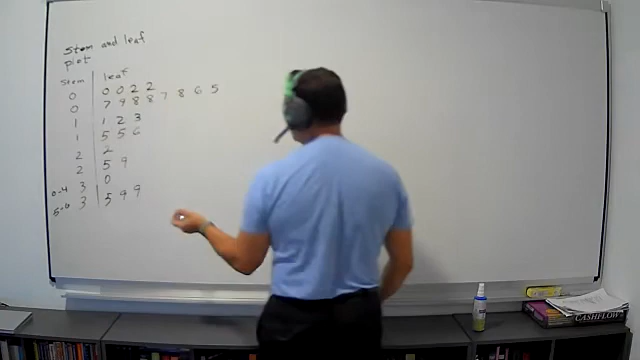 Stem and leaf
plot
Stem leaf
0 0 0 2 2
0 7 9 8 8 7 8 6 5
1 1 2 3
1 5 5 6
2 2
2 5 9
0-4 3 0
3 5 9 9
CASHFLOW